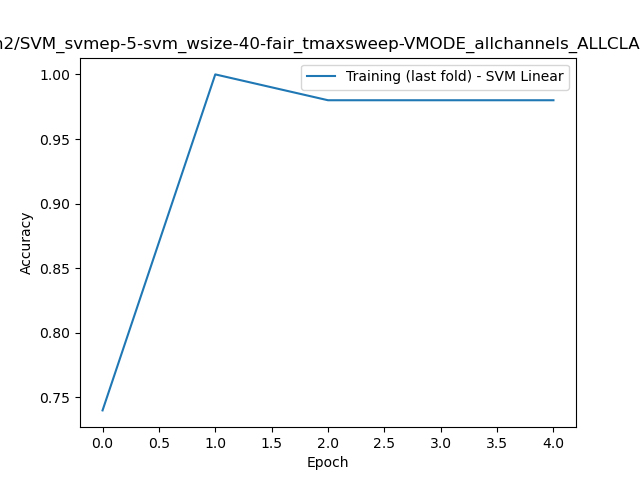 n2/SVM_svmep-5-svm_wsize-40-fair_tmaxsweep-VMODE_allchannels_ALLCLA
Training (last fold) - SVM Linear
1.00
0.95
0.90
0.85
0.80
0.75
Accuracy
0.0 0.5 1.0 1.5 2.0 2.5 3.0 3.5 4.0
Epoch